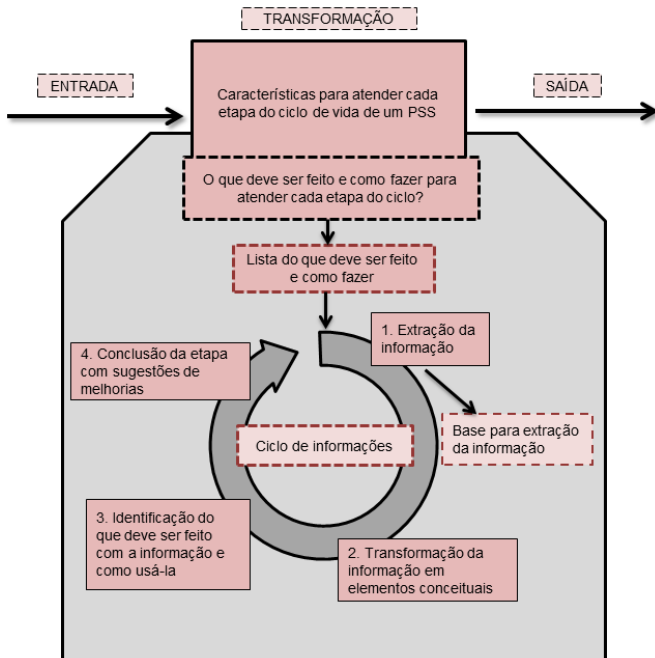 TRANSFORMAÇÃO
ENTRADA
SAÍDA
Características para atender cada
etapa do ciclo de vida de um PSS
O que deve ser feito e como fazer para
atender cada etapa do ciclo?
Lista do que deve ser feito
e como fazer
1. Extração da
informação
4. Conclusão da etapa
com sugestões de
melhorias
Base para extração
da informação
Ciclo de informações
3. Identificação do
que deve ser feito
com a informação e
como usá-la
2. Transformação da
informação em
elementos conceituais